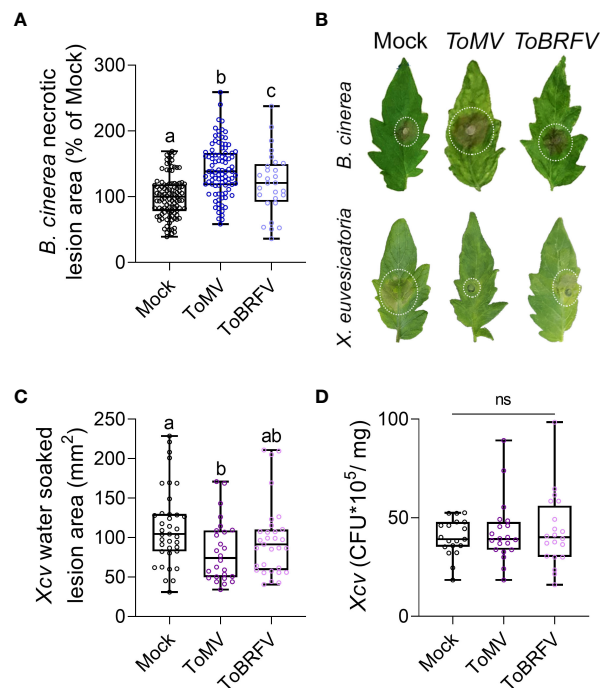 A
B. cinerea necrotic
lesion area (% of Mock)
300
200
100
0
a
b
c
Mock
ToMV
ToBRFV
B
Mock
ToMV
ToBRFV
B. cinerea
X. euvesicatoria
C
Xcv water soaked
lesion area (mm²)
250
200
150
100
50
0
a
b
ab
Mock
ToMV
ToBRFV
D
Xcv (CFU*10⁵/ mg)
100
50
0
ns
Mock
ToMV
ToBRFV